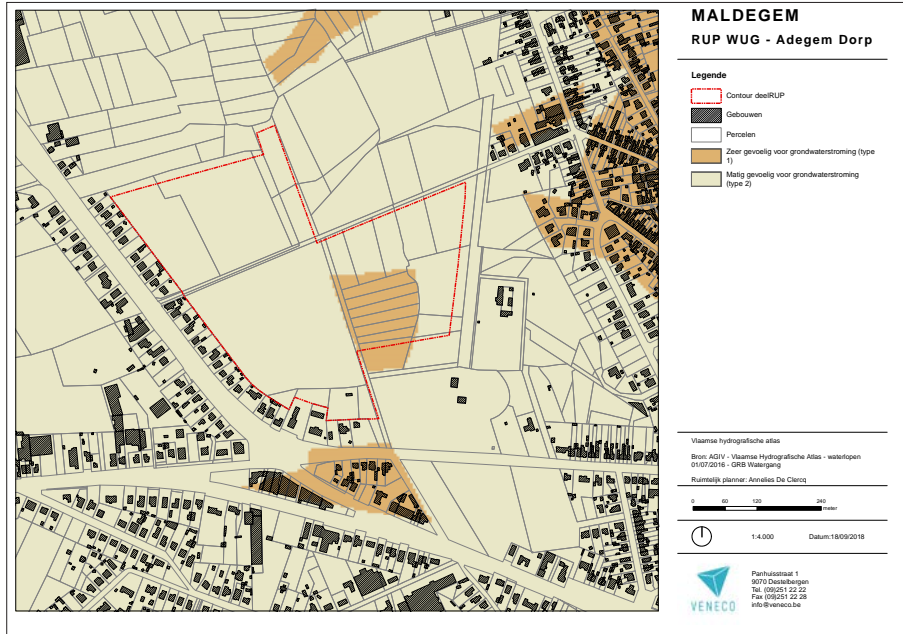 MALDEGEM
RUP WUG - Adegem Dorp
Legende
Contour deelRUP
Gebouwen
Percelen
Zeer gevoelig voor grondwaterstroming (type
1)
Matig gevoelig voor grondwaterstroming
(type 2)
Vlaamse hydrografische atlas
Bron: AGIV - Vlaamse Hydrografische Atlas - waterlopen
01/07/2016 - GRB Watergang
Ruimtelijk planner: Annelies De Clercq
0 60 120 240
meter
1:4.000 Datum:18/09/2018
VENECO
Panhuisstraat 1
9070 Destelbergen
Tel. (09)251 22 22
Fax (09)251 22 28
info@veneco.be